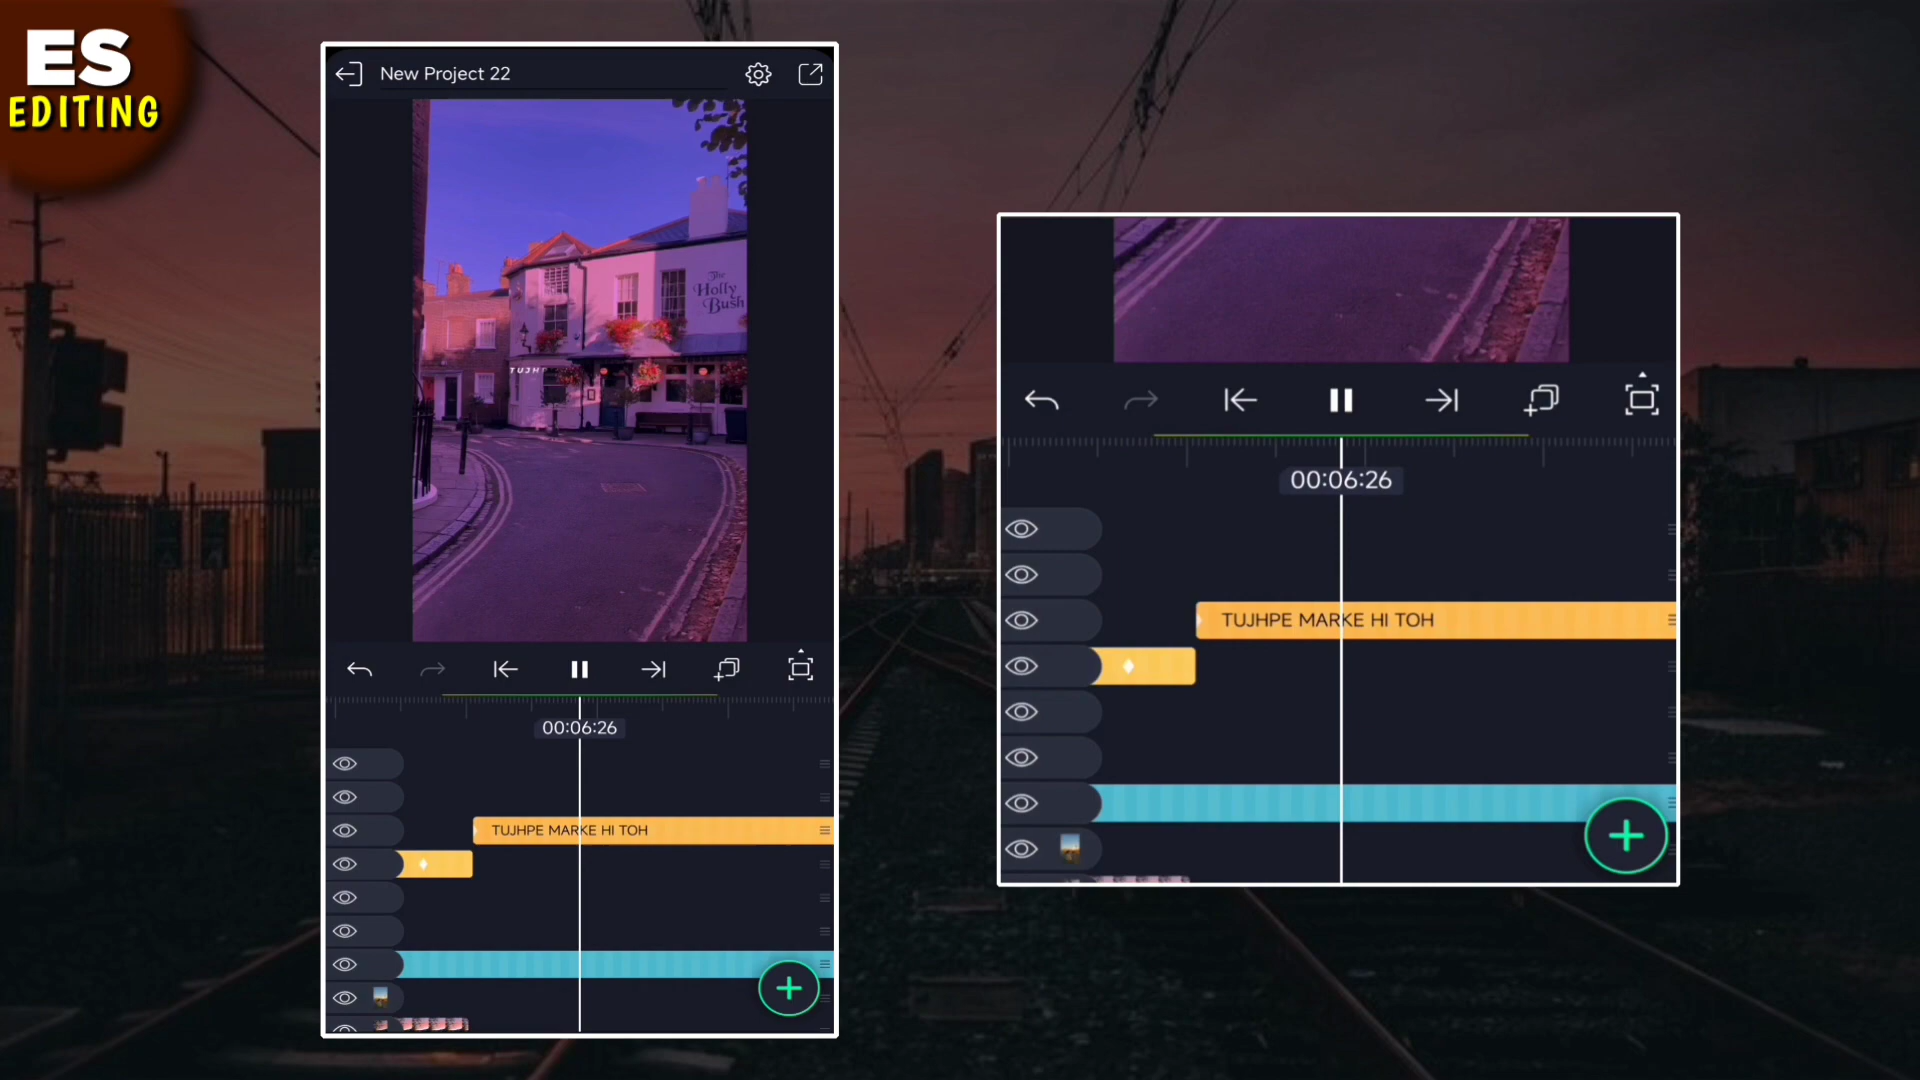 ES
EDITING
New Project 22
The
Holly
Bush
TUJH
00:06:26
TUJHPE MARKE HI TOH
00:06:26
TUJHPE MARKE HI TOH